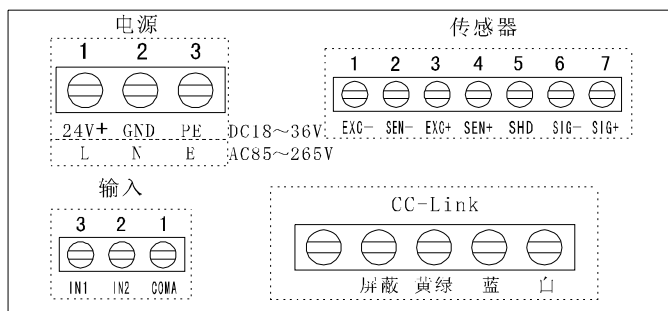 电源
1 2 3
24V+ GND PE DC18～36V
L N E AC85～265V
传感器
1 2 3 4 5 6 7
EXC- SEN- EXC+ SEN+ SHD SIG- SIG+
输入
3 2 1
IN1 IN2 COMA
CC-Link
屏蔽 黄绿 蓝 白